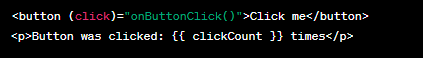 <button (click)="onButtonClick()">Click me</button>
<p>Button was clicked: {{ clickCount }} times</p>